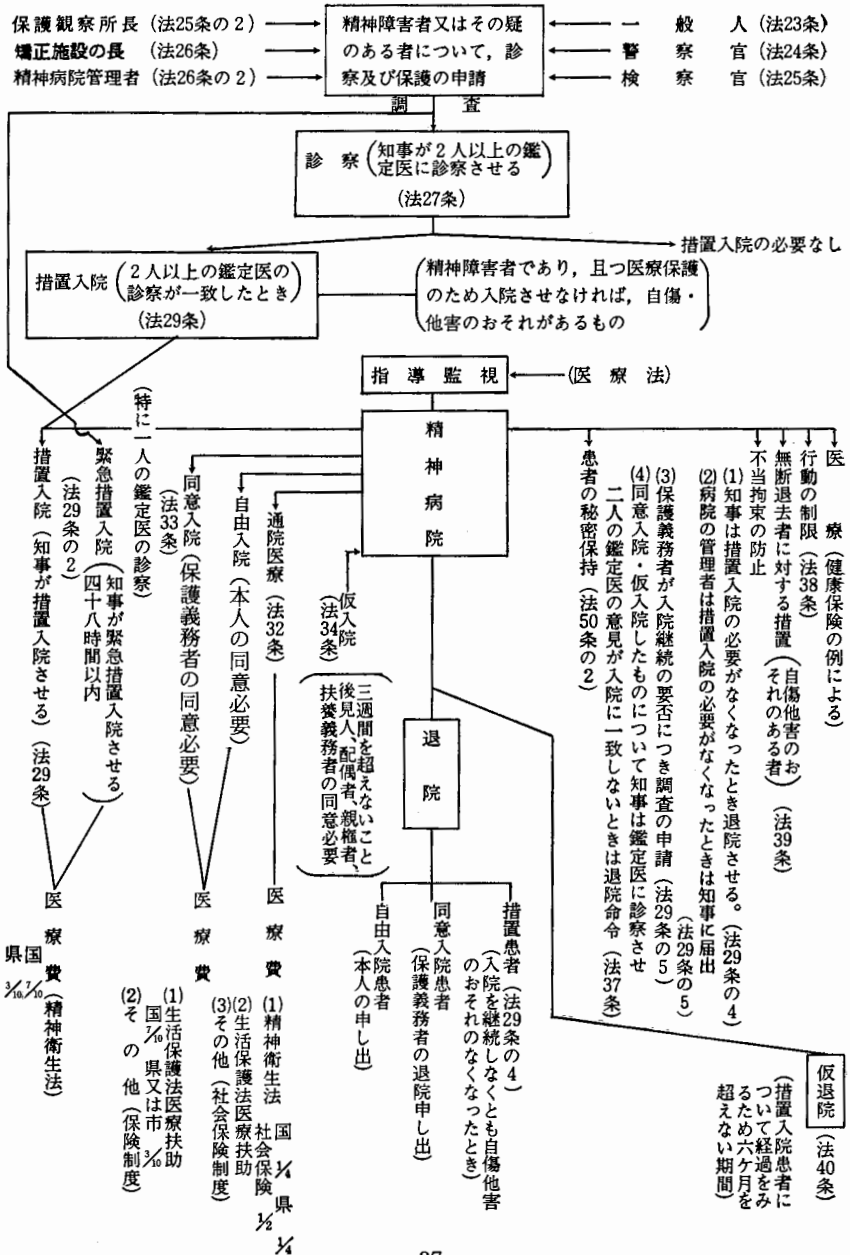 保護観察所長（法25条の2）
矯正施設の長（法26条）
精神病院管理者（法26条の2）
精神障害者又はその疑
のある者について，診
察及び保護の申請
一般人（法23条）
警察官（法24条）
検察官（法25条）
調査
診察（知事が2人以上の鑑
定医に診察させる）
（法27条）
措置入院の必要なし
措置入院（2人以上の鑑定医の
診察が一致したとき）
（法29条）
（精神障害者であり，且つ医療保護
のため入院させなければ，自傷・
他害のおそれがあるもの）
指導監視
（医療法）
精神病院
医療（健康保険の例による）
行動の制限（法38条）
無断退去者に対する措置（自傷他害のお
それのある者）（法39条）
不当拘束の防止
(1)知事は措置入院の必要がなくなったとき退院させる。（法29条の4）
(2)病院の管理者は措置入院の必要がなくなったときは知事に届出
（法29条の5）
(3)保護義務者が入院継続の要否につき調査の申請（法29条の5）
(4)同意入院・仮入院したものについて知事は鑑定医に診察させ
二人の鑑定医の意見が入院に一致しないときは退院命令（法37条）
患者の秘密保持（法50条の2）
仮入院
（法34条）
（三週間を超えないこと
後見人、配偶者、親権者、
扶養義務者の同意必要）
通院医療（法32条）
自由入院（本人の同意必要）
同意入院（保護義務者の同意必要）
（法33条）
（特に一人の鑑定医の診察）
緊急措置入院（知事が緊急措置入院させる
四十八時間以内）
（法29条の2）
措置入院（知事が措置入院させる）（法29条）
退院
措置患者（法29条の4）
（入院を継続しなくとも自傷他害
のおそれのなくなったとき）
同意入院患者
（保護義務者の退院申し出）
自由入院患者
（本人の申し出）
仮退院（法40条）
（措置入院患者に
ついて経過をみ
るため六ケ月を
超えない期間）
医療費
(1)精神衛生法 国1/4 県1/4
社会保険1/2
(2)生活保護法医療扶助
(3)その他（社会保険制度）
医療費
(1)生活保護法医療扶助
国7/10 県又は市3/10
(2)その他（保険制度）
医療費（精神衛生法）
国7/10
県3/10